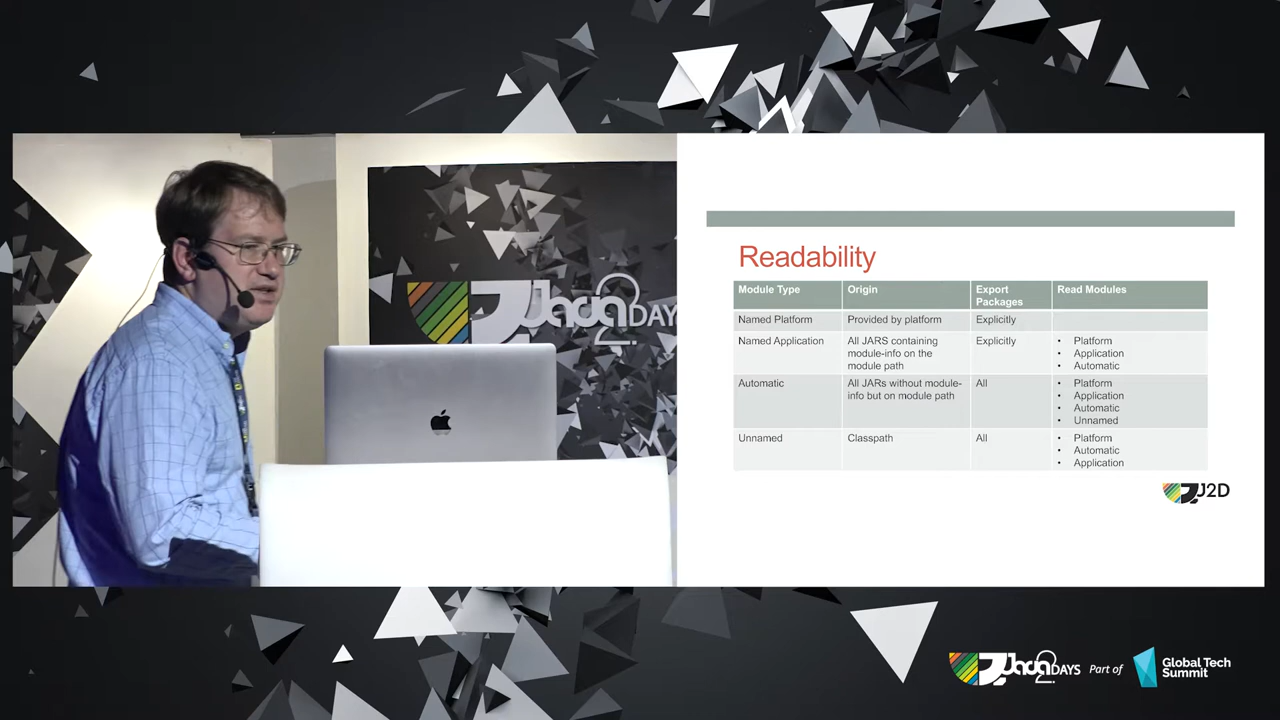 Java2DAYS
Readability
Module Type Origin Export Packages Read Modules
Named Platform Provided by platform Explicitly
Named Application All JARS containing module-info on the module path Explicitly
• Platform
• Application
• Automatic
Automatic All JARs without module-info but on module path All
• Platform
• Application
• Automatic
• Unnamed
Unnamed Classpath All
• Platform
• Automatic
• Application
J2D
Java2DAYS Part of Global Tech Summit